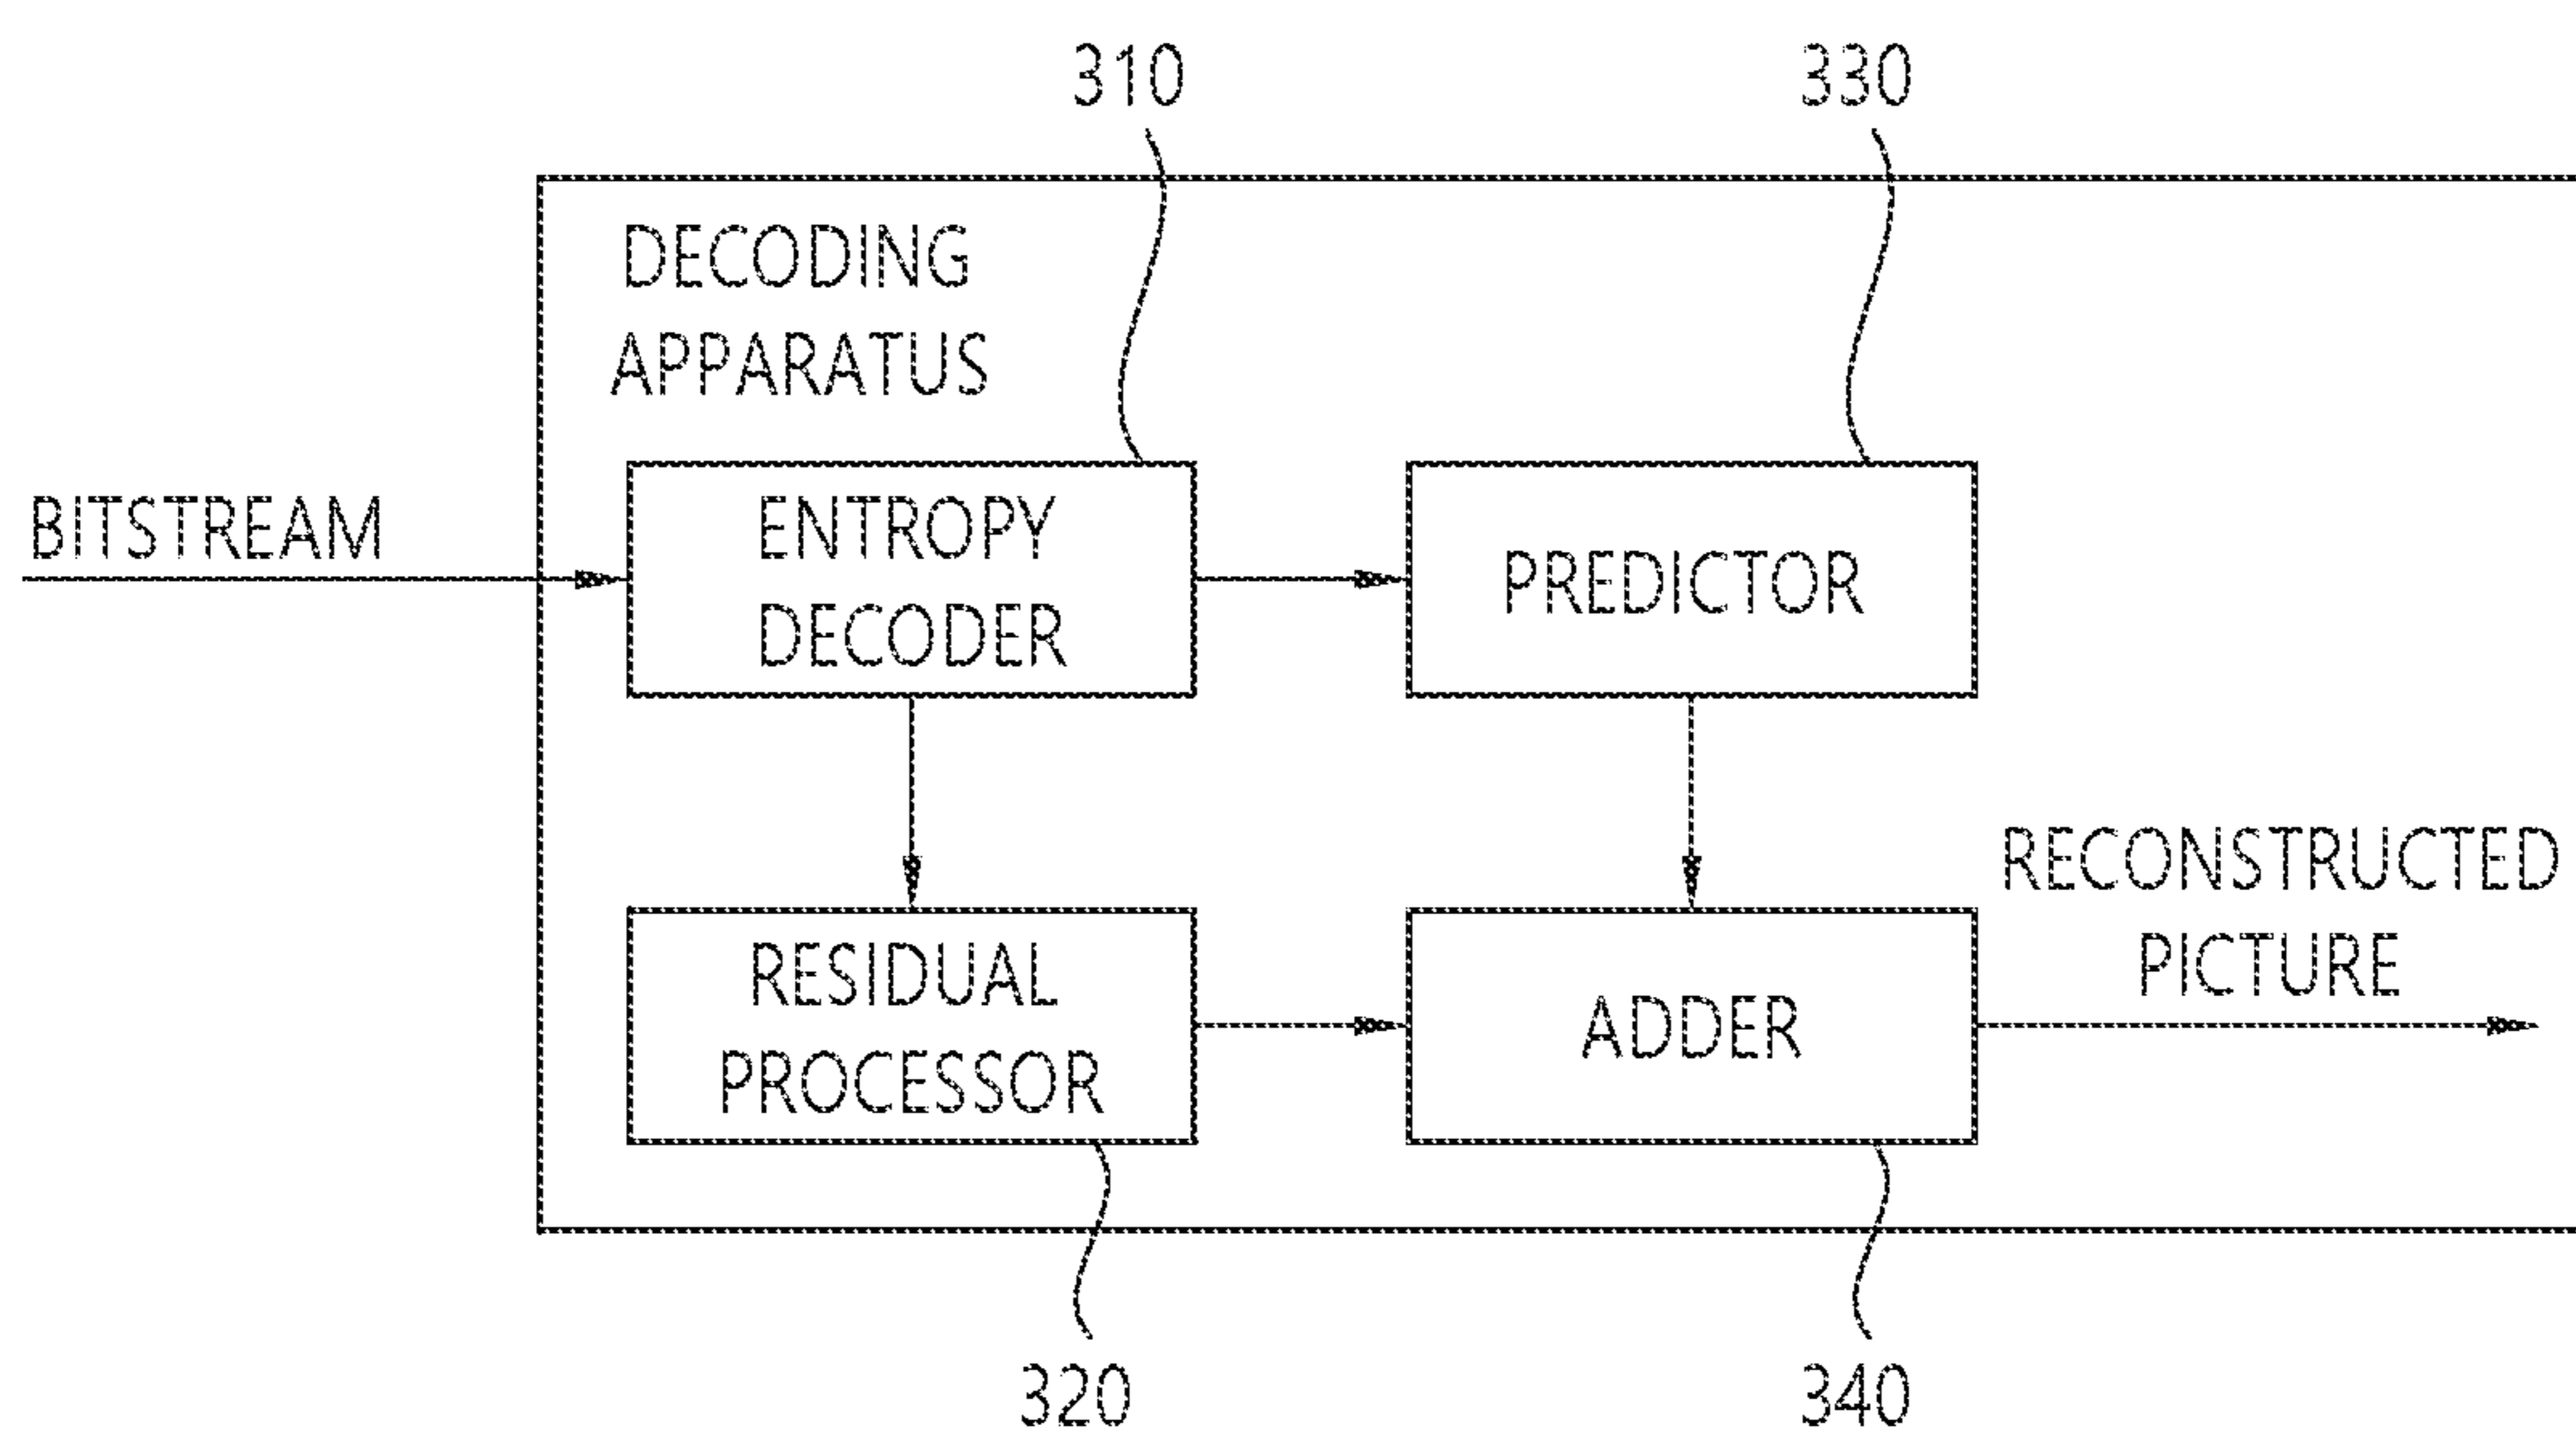 310
330
DECODING
APPARATUS
BITSTREAM
ENTROPY
DECODER
PREDICTOR
RECONSTRUCTED
PICTURE
RESIDUAL
PROCESSOR
ADDER
320
340